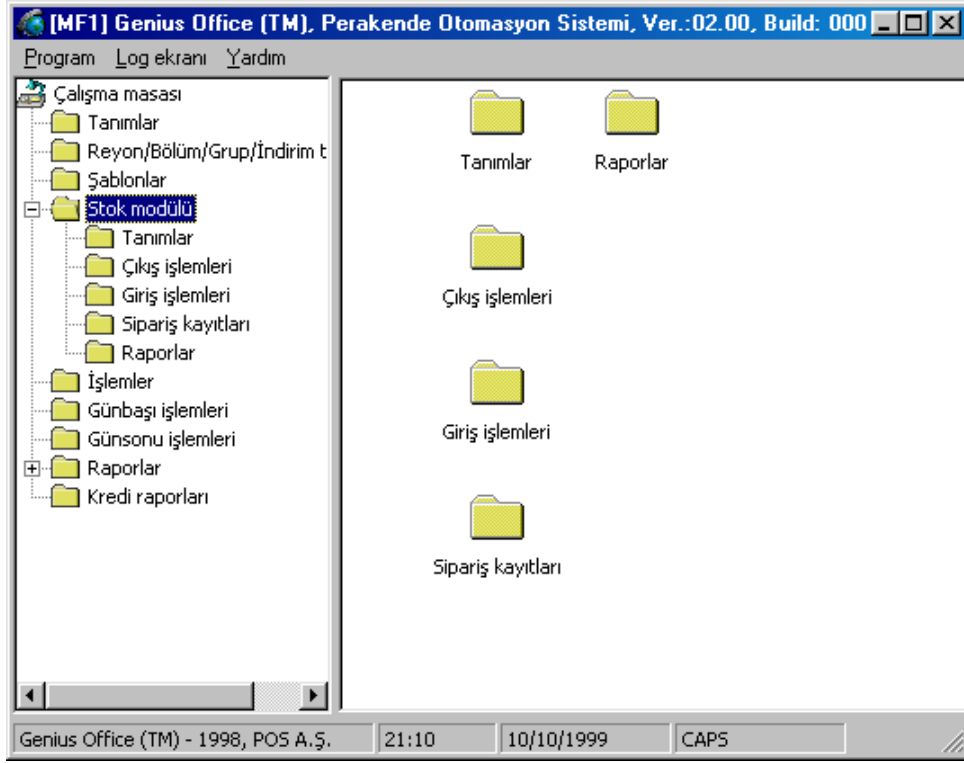 [MF1] Genius Office (TM), Perakende Otomasyon Sistemi, Ver.:02.00, Build: 000
Program Log ekranı Yardım
Çalışma masası
Tanımlar
Reyon/Bölüm/Grup/İndirim t
Şablonlar
Stok modülü
Tanımlar
Çıkış işlemleri
Giriş işlemleri
Sipariş kayıtları
Raporlar
İşlemler
Günbaşı işlemleri
Günsonu işlemleri
Raporlar
Kredi raporları
Tanımlar Raporlar
Çıkış işlemleri
Giriş işlemleri
Sipariş kayıtları
Genius Office (TM) - 1998, POS A.Ş. 21:10 10/10/1999 CAPS